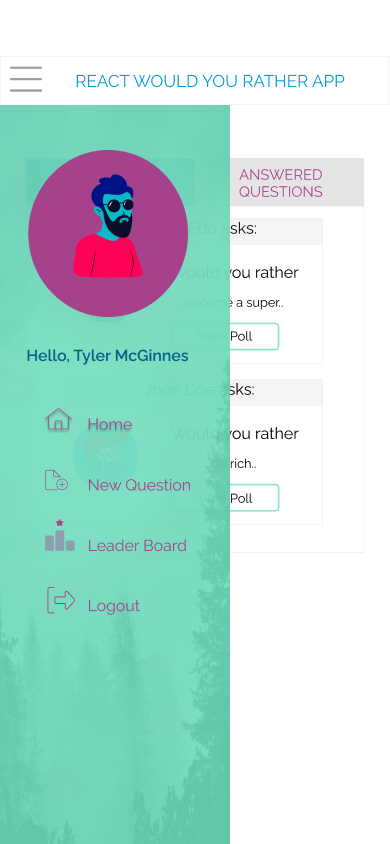 REACT WOULD YOU RATHER APP
ANSWERED
QUESTIONS
Edo asks:
Would you rather
become a super..
View Poll
Hello, Tyler McGinnes
Jhon Doe asks:
Home
Would you rather
be rich..
New Question
View Poll
Leader Board
Logout